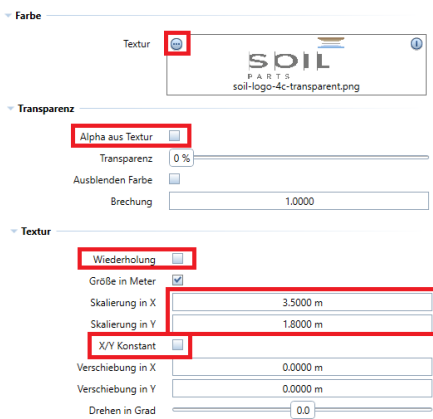 Farbe
Textur
SOIL
PARTS
soil-logo-4c-transparent.png
Transparenz
Alpha aus Textur
Transparenz 0 %
Ausblenden Farbe
Brechung 1.0000
Textur
Wiederholung
Größe in Meter
Skalierung in X 3.5000 m
Skalierung in Y 1.8000 m
X/Y Konstant
Verschiebung in X 0.0000 m
Verschiebung in Y 0.0000 m
Drehen in Grad 0.0